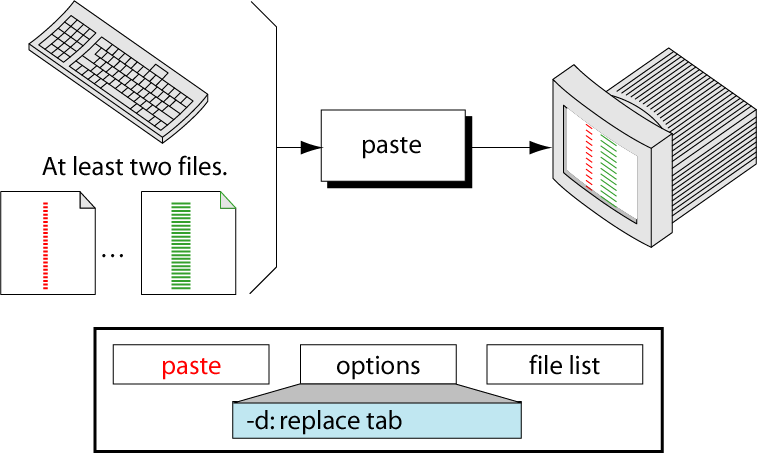 At least two files.
...
paste
paste
options
file list
-d: replace tab